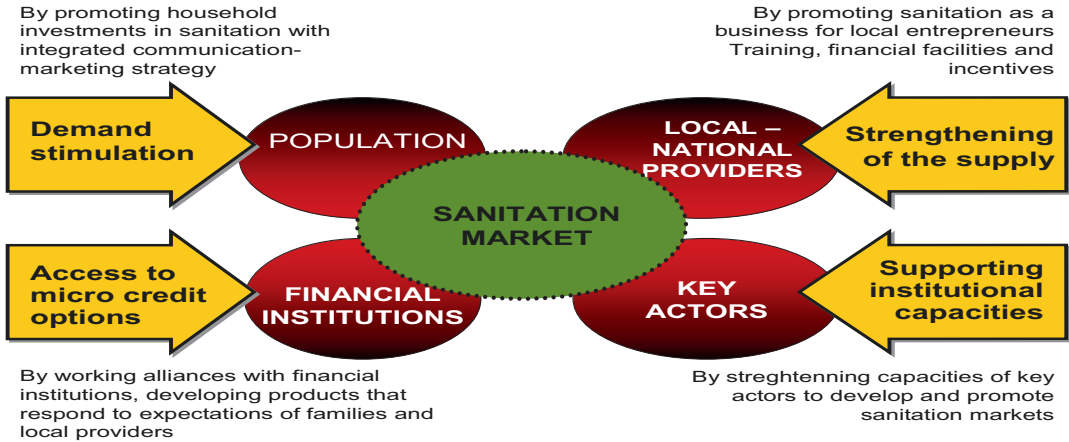 By promoting household
investments in sanitation with
integrated communication-
marketing strategy
By promoting sanitation as a
business for local entrepreneurs
Training, financial facilities and
incentives
Demand
stimulation
POPULATION
LOCAL –
NATIONAL
PROVIDERS
Strengthening
of the supply
SANITATION
MARKET
Access to
micro credit
options
FINANCIAL
INSTITUTIONS
KEY
ACTORS
Supporting
institutional
capacities
By working alliances with financial
institutions, developing products that
respond to expectations of families and
local providers
By streghtenning capacities of key
actors to develop and promote
sanitation markets